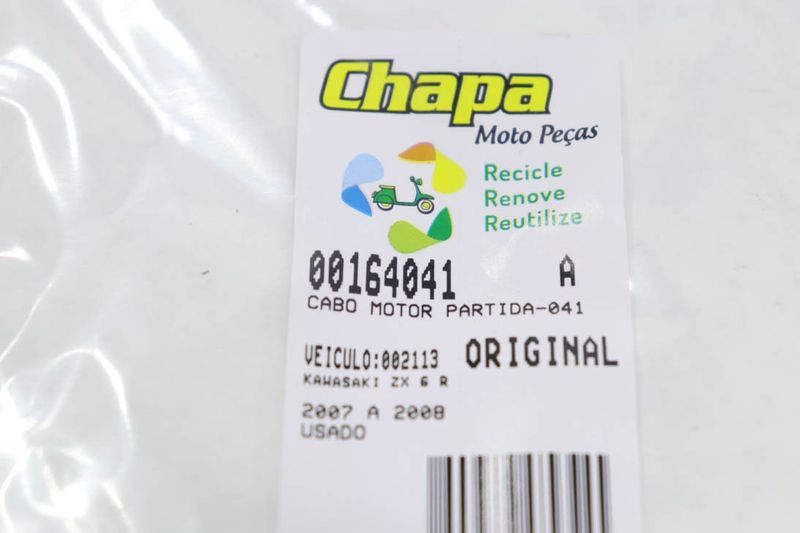 Chapa
Moto Peças
Recicle
Renove
Reutilize
00164041 A
CABO MOTOR PARTIDA-041
VEICULO:002113 ORIGINAL
KAWASAKI ZX 6 R
2007 A 2008
USADO